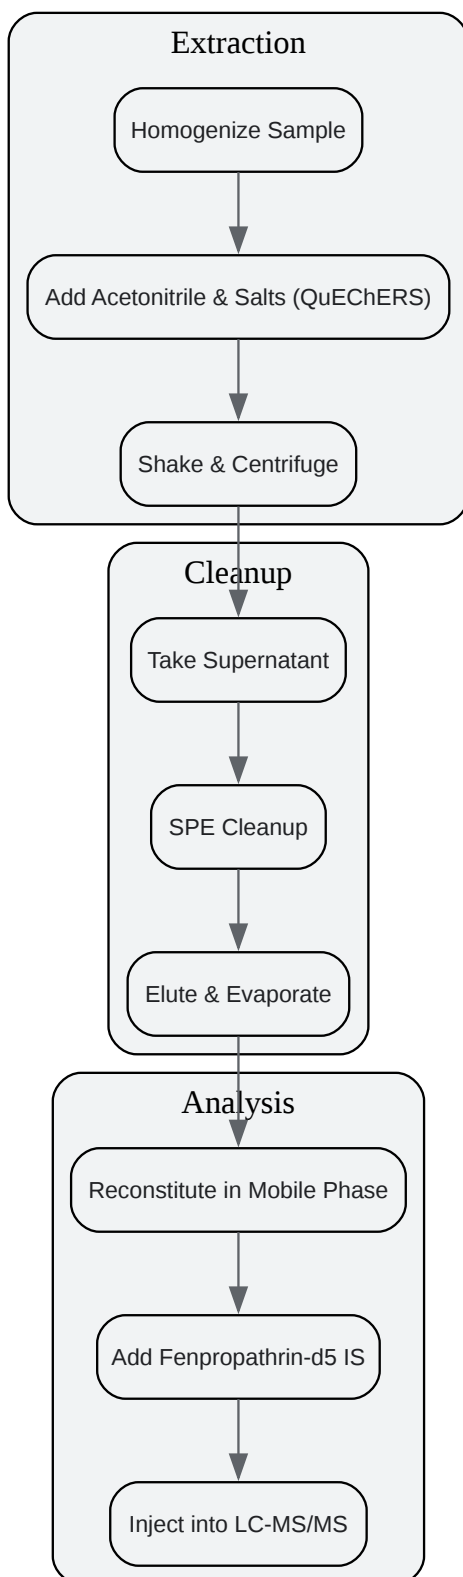 Extraction
Homogenize Sample
Add Acetonitrile & Salts (QuEChERS)
Shake & Centrifuge
Cleanup
Take Supernatant
SPE Cleanup
Elute & Evaporate
Analysis
Reconstitute in Mobile Phase
Add Fenpropathrin-d5 IS
Inject into LC-MS/MS